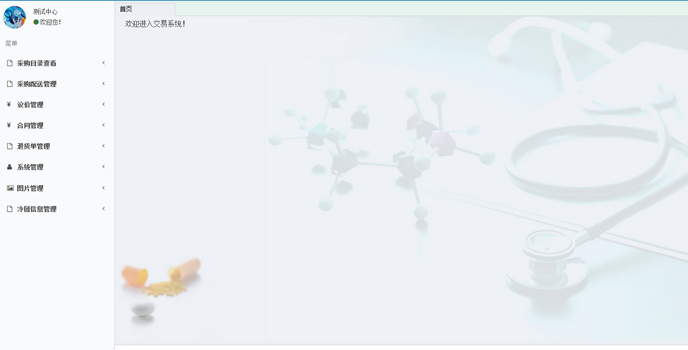 测试中心
欢迎您!
菜单
采购目录查看
采购配送管理
议价管理
合同管理
退货单管理
系统管理
图片管理
冷链信息管理
首页
欢迎进入交易系统!